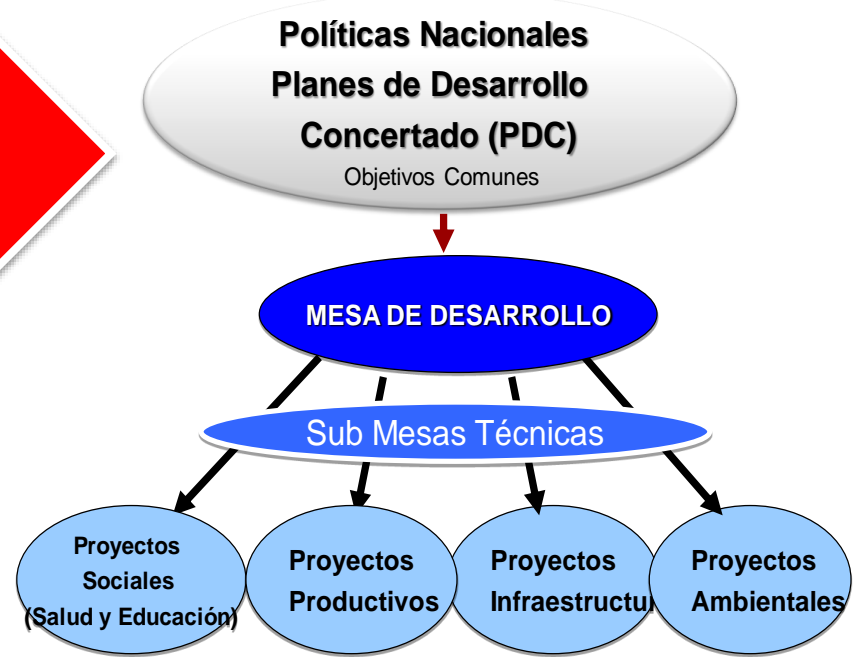 Políticas Nacionales
Planes de Desarrollo
Concertado (PDC)
Objetivos Comunes
MESA DE DESARROLLO
Sub Mesas Técnicas
Proyectos
Sociales
(Salud y Educación)
Proyectos
Productivos
Proyectos
Infraestructu
Proyectos
Ambientales